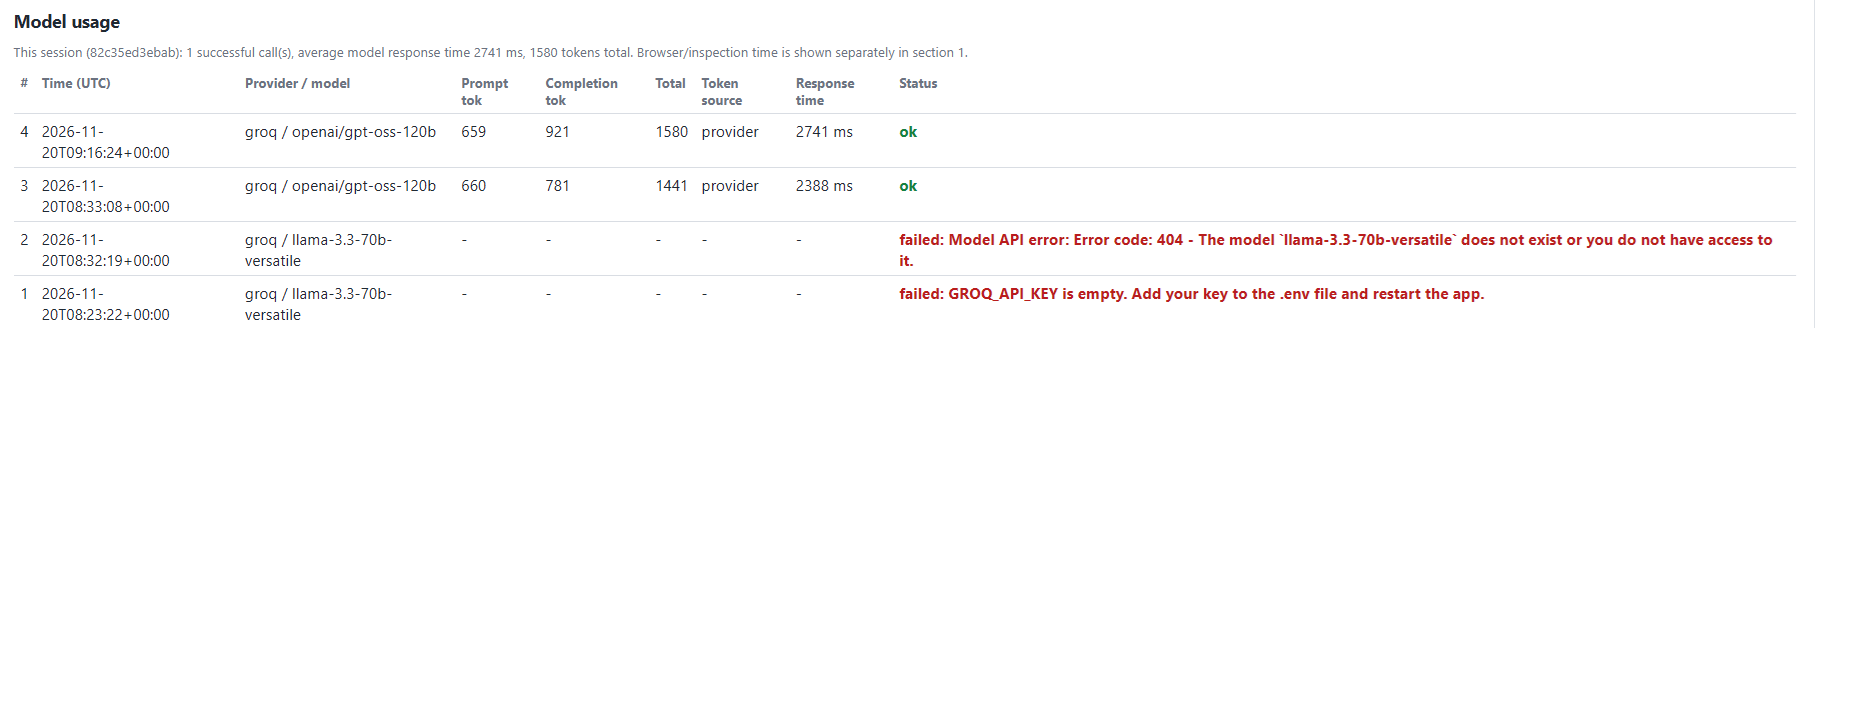 Model usage
This session (82c35ed3ebab): 1 successful call(s), average model response time 2741 ms, 1580 tokens total. Browser/inspection time is shown separately in section 1.
# Time (UTC) Provider / model Prompt tok Completion tok Total Token source Response time Status
4 2026-11-20T09:16:24+00:00 groq / openai/gpt-oss-120b 659 921 1580 provider 2741 ms ok
3 2026-11-20T08:33:08+00:00 groq / openai/gpt-oss-120b 660 781 1441 provider 2388 ms ok
2 2026-11-20T08:32:19+00:00 groq / llama-3.3-70b-versatile - - - - - failed: Model API error: Error code: 404 - The model `llama-3.3-70b-versatile` does not exist or you do not have access to it.
1 2026-11-20T08:23:22+00:00 groq / llama-3.3-70b-versatile - - - - - failed: GROQ_API_KEY is empty. Add your key to the .env file and restart the app.